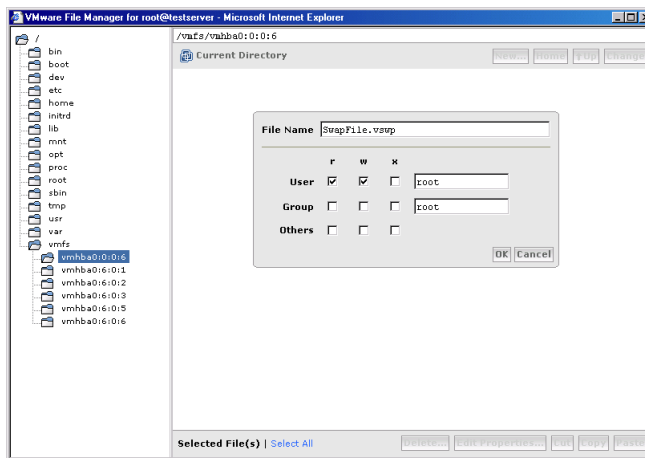 VMware File Manager for root@testserver - Microsoft Internet Explorer
/
bin
boot
dev
etc
home
initrd
lib
mnt
opt
proc
root
sbin
tmp
usr
var
vmfs
vmhba0:0:0:6
vmhba0:6:0:1
vmhba0:6:0:2
vmhba0:6:0:3
vmhba0:6:0:5
vmhba0:6:0:6
/vmfs/vmhba0:0:0:6
Current Directory
New... Home Up Change
File Name SwapFile.vswp
r w x
User root
Group root
Others
OK Cancel
Selected File(s) | Select All
Delete... Edit Properties... Cut Copy Paste